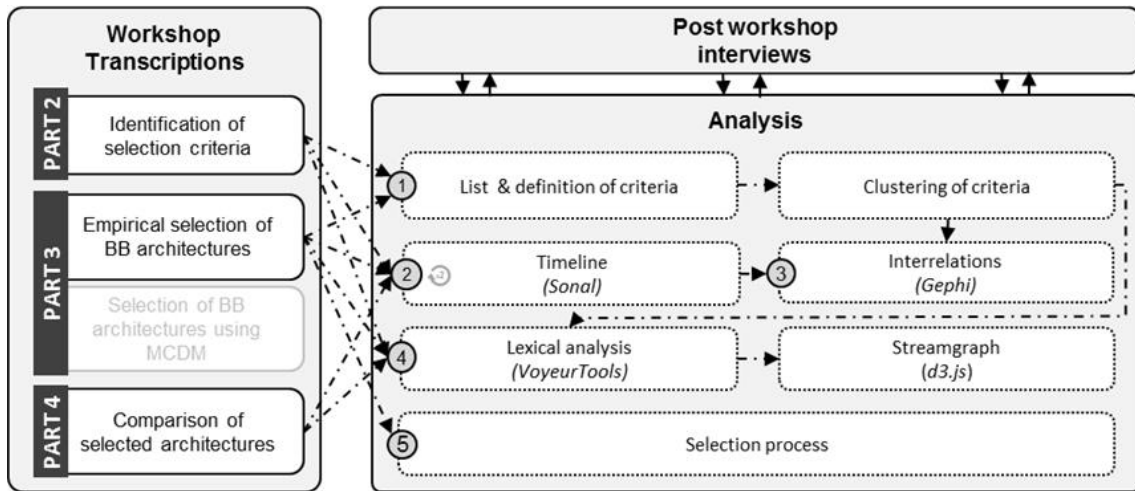 Workshop
Transcriptions
PART 2
Identification of
selection criteria
PART 3
Empirical selection of
BB architectures
Selection of BB
architectures using
MCDM
PART 4
Comparison of
selected architectures
Post workshop
interviews
Analysis
1
List & definition of criteria
Clustering of criteria
2
Timeline
(Sonal)
3
Interrelations
(Gephi)
4
Lexical analysis
(VoyeurTools)
Streamgraph
(d3.js)
5
Selection process